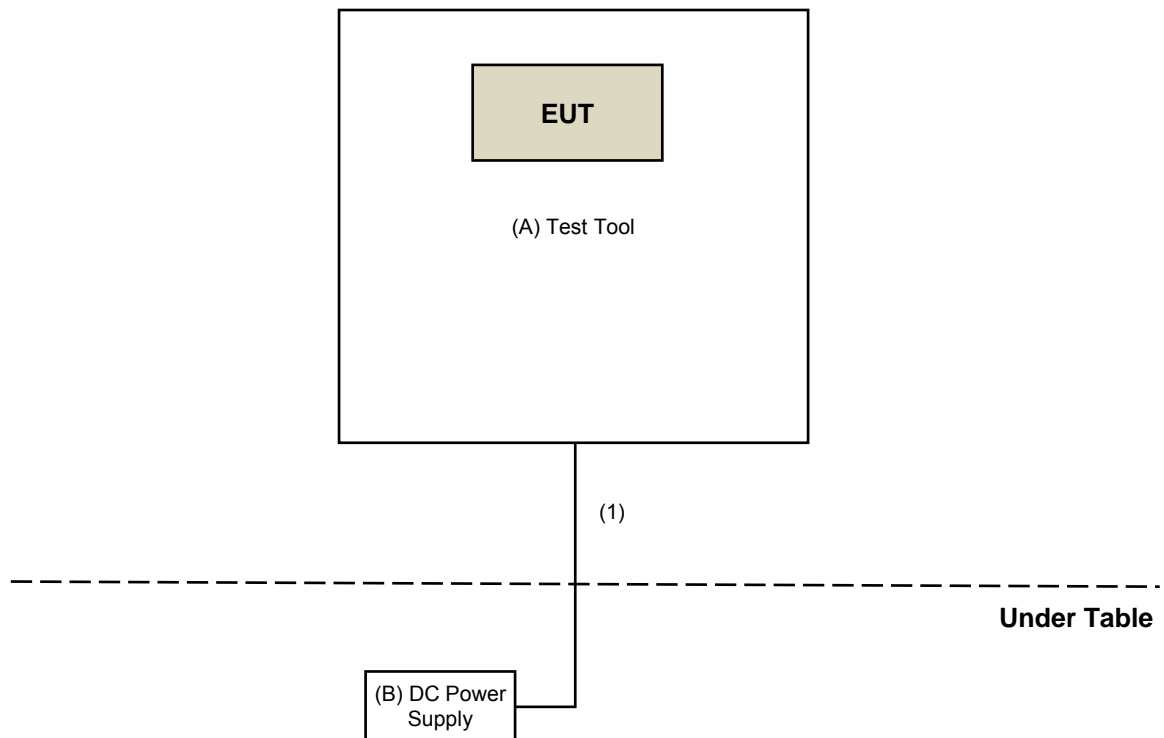 EUT
(A) Test Tool
(1)
Under Table
(B) DC Power
Supply